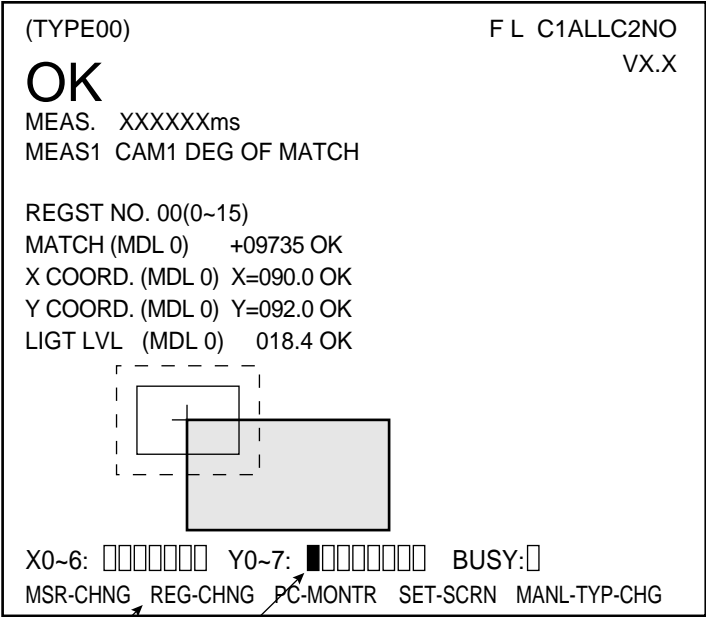 (TYPE00) F L C1ALLC2NO
VX.X
OK
MEAS. XXXXXXms
MEAS1 CAM1 DEG OF MATCH
REGST NO. 00(0~15)
MATCH (MDL 0) +09735 OK
X COORD. (MDL 0) X=090.0 OK
Y COORD. (MDL 0) Y=092.0 OK
LIGT LVL (MDL 0) 018.4 OK
X0~6: ▯▯▯▯▯▯▯ Y0~7: ▮▯▯▯▯▯▯▯ BUSY:▯
MSR-CHNG REG-CHNG PC-MONTR SET-SCRN MANL-TYP-CHG